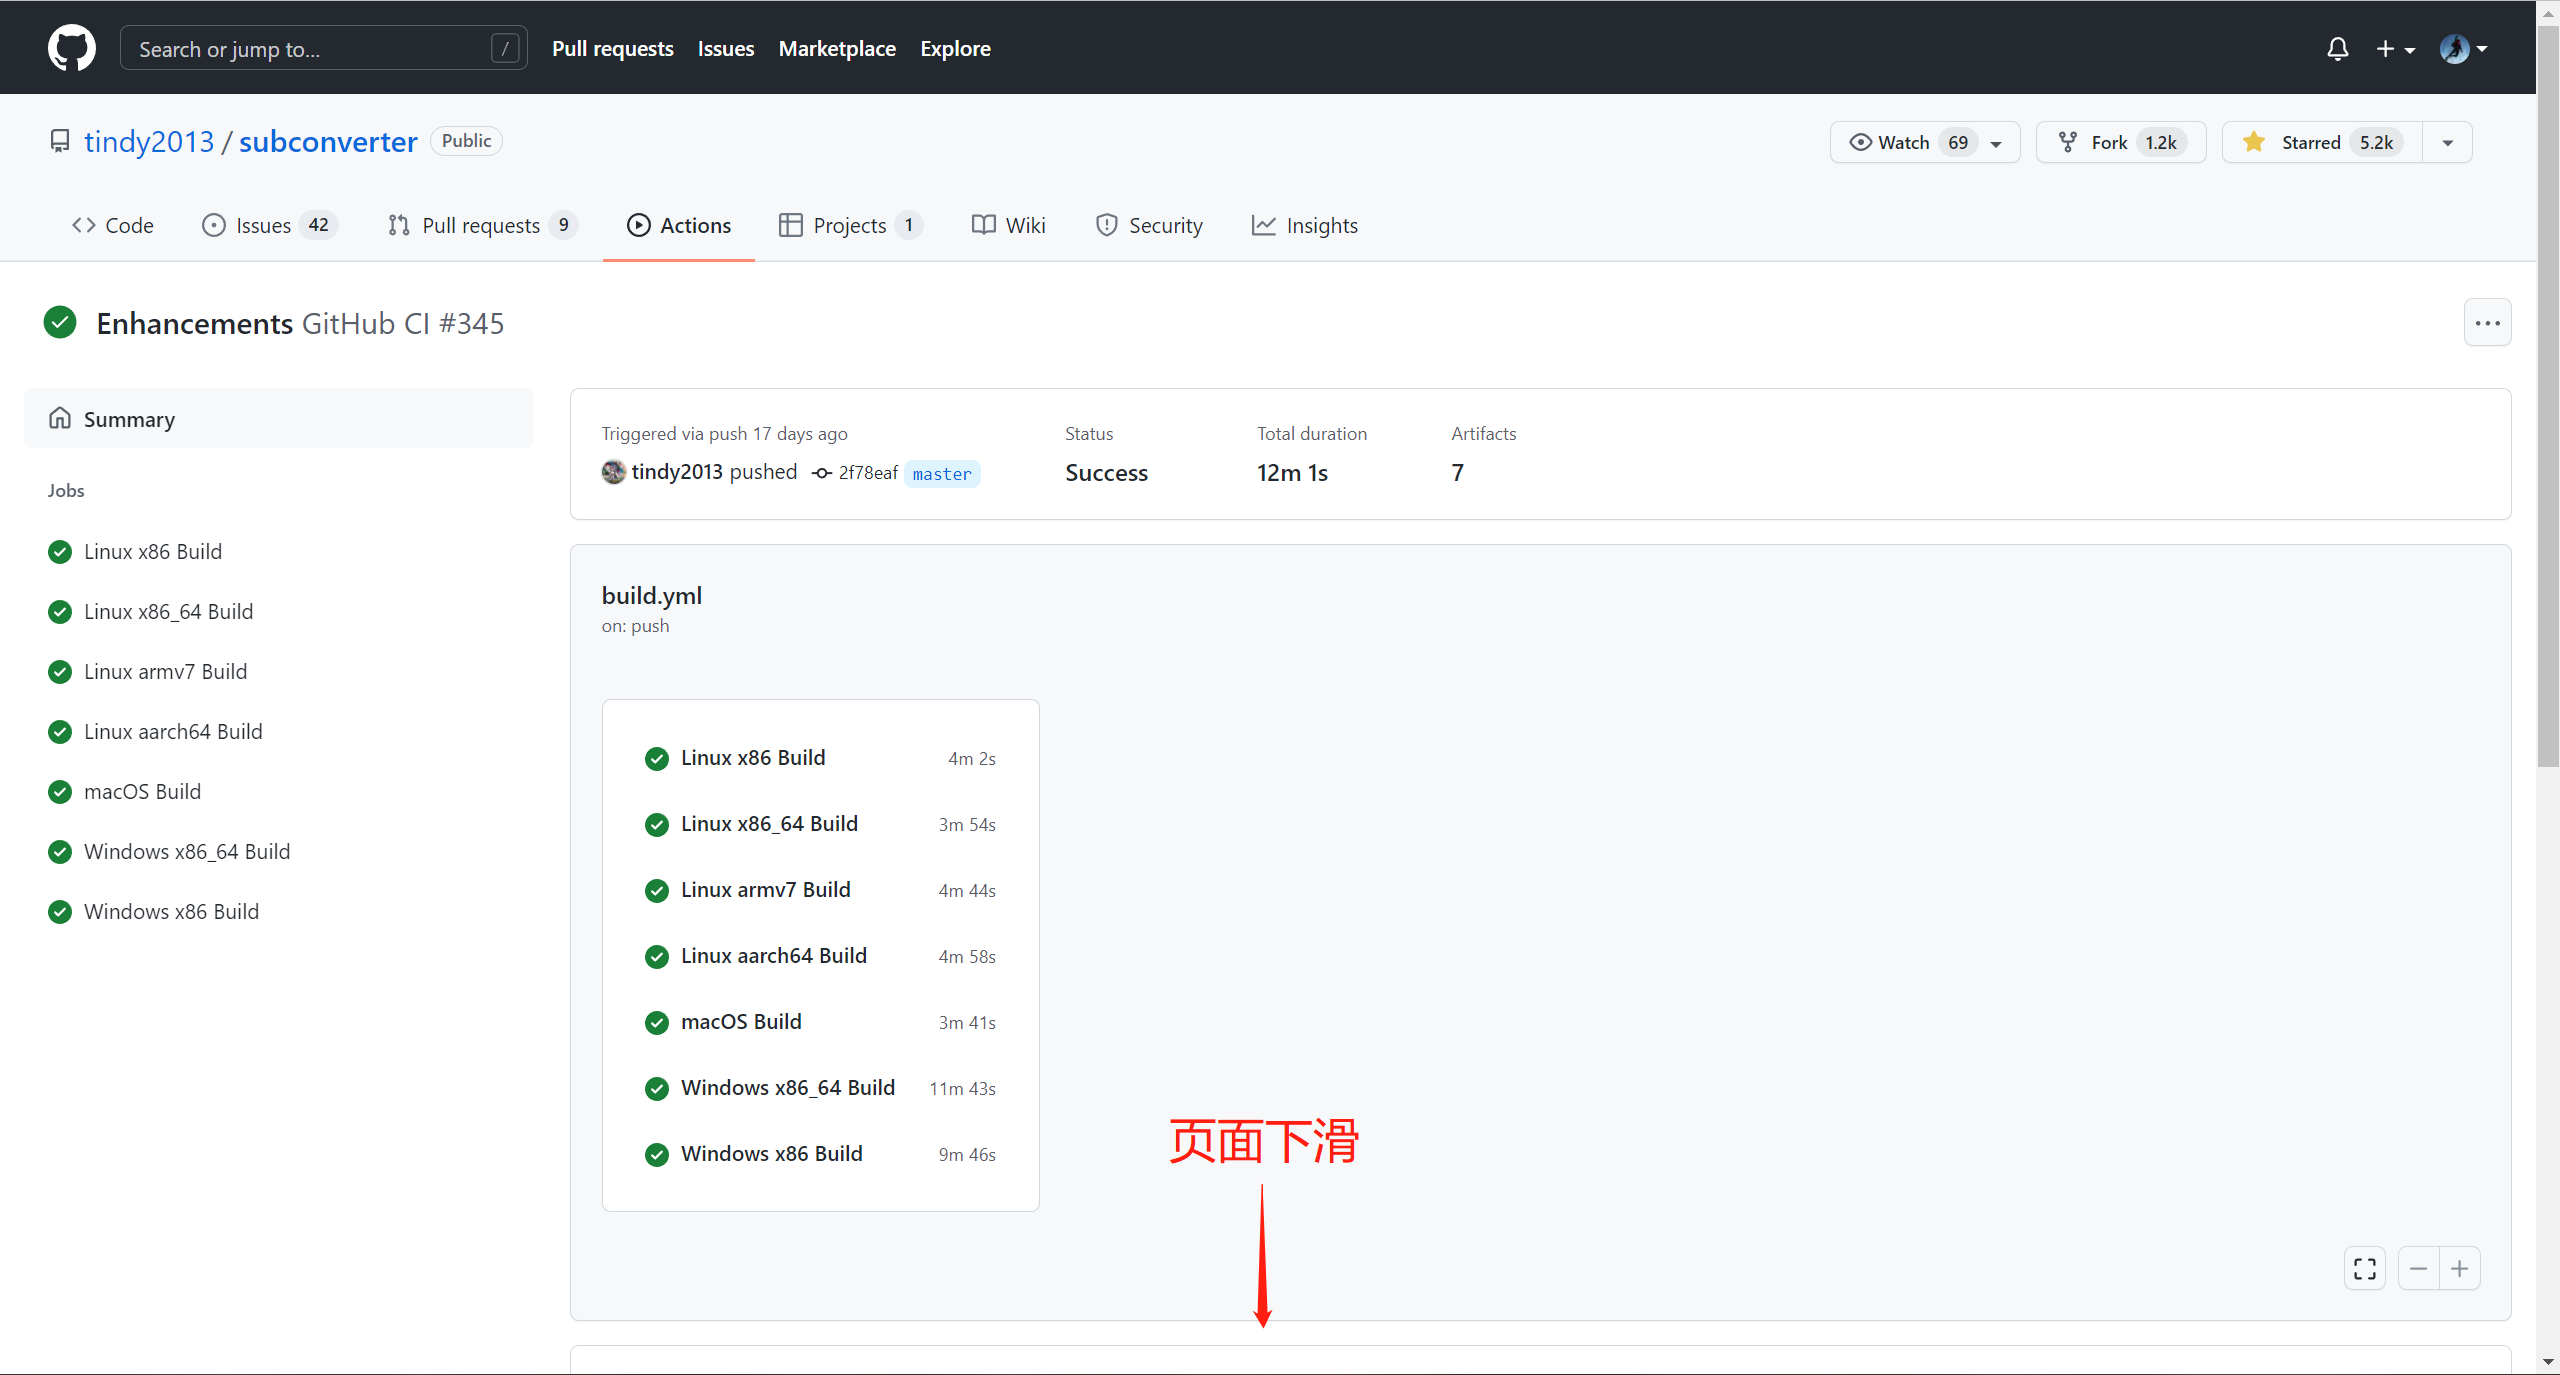 Search or jump to... /
Pull requests Issues Marketplace Explore
tindy2013 / subconverter Public
Watch 69 Fork 1.2k Starred 5.2k
Code Issues 42 Pull requests 9 Actions Projects 1 Wiki Security Insights
Enhancements GitHub CI #345
Summary
Jobs
Linux x86 Build
Linux x86_64 Build
Linux armv7 Build
Linux aarch64 Build
macOS Build
Windows x86_64 Build
Windows x86 Build
Triggered via push 17 days ago
tindy2013 pushed 2f78eaf master
Status
Success
Total duration
12m 1s
Artifacts
7
build.yml
on: push
Linux x86 Build 4m 2s
Linux x86_64 Build 3m 54s
Linux armv7 Build 4m 44s
Linux aarch64 Build 4m 58s
macOS Build 3m 41s
Windows x86_64 Build 11m 43s
Windows x86 Build 9m 46s
页面下滑